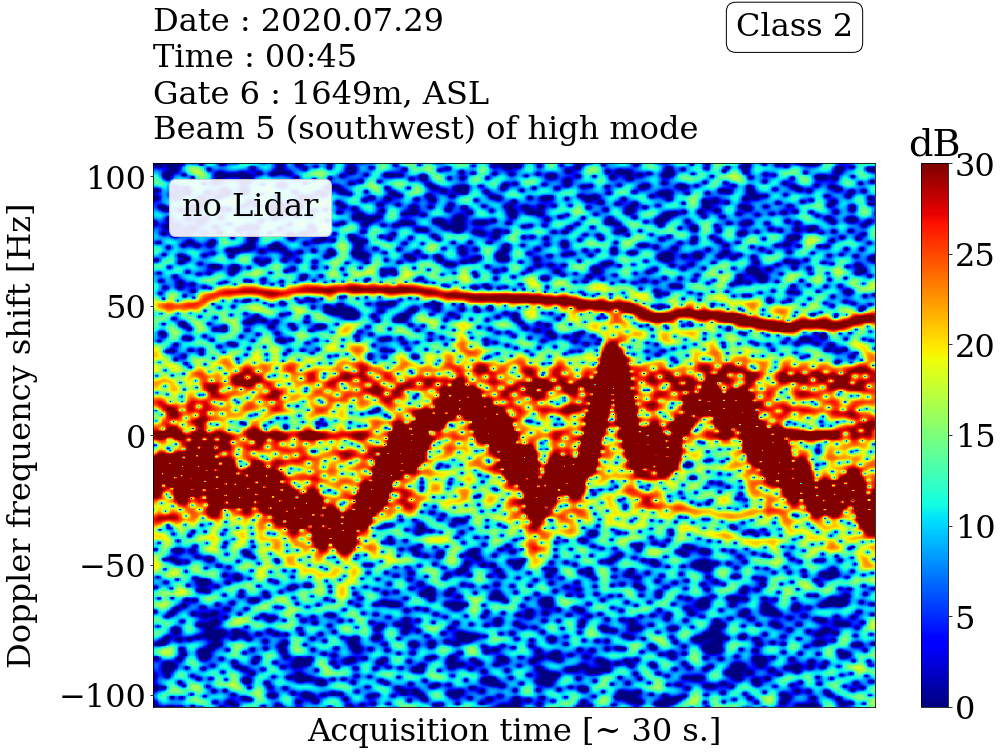 Date : 2020.07.29
Time : 00:45
Gate 6 : 1649m, ASL
Beam 5 (southwest) of high mode
Class 2
dB
no Lidar
100
50
0
−50
−100
Doppler frequency shift [Hz]
Acquisition time [~ 30 s.]
30
25
20
15
10
5
0